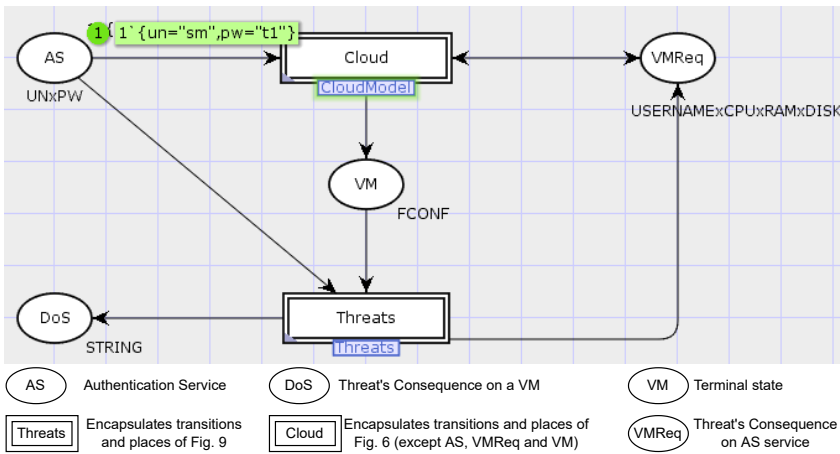 1 1`{un="sm",pw="t1"}
AS
Cloud
VMReq
UNxPW
CloudModel
USERNAMExCPUxRAMxDISK
VM
FCONF
DoS
Threats
STRING
Threats
AS Authentication Service
DoS Threat's Consequence on a VM
VM Terminal state
Threats Encapsulates transitions
and places of Fig. 9
Cloud Encapsulates transitions and places of
Fig. 6 (except AS, VMReq and VM)
VMReq Threat's Consequence
on AS service